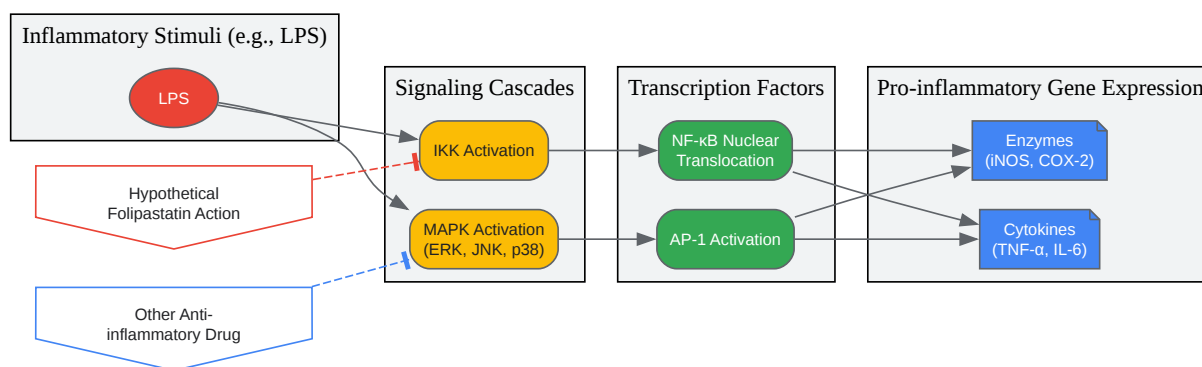 Inflammatory Stimuli (e.g., LPS)
LPS
Signaling Cascades
IKK Activation
MAPK Activation
(ERK, JNK, p38)
Transcription Factors
NF-κB Nuclear
Translocation
AP-1 Activation
Pro-inflammatory Gene Expression
Enzymes
(iNOS, COX-2)
Cytokines
(TNF-α, IL-6)
Hypothetical
Folipastatin Action
Other Anti-
inflammatory Drug